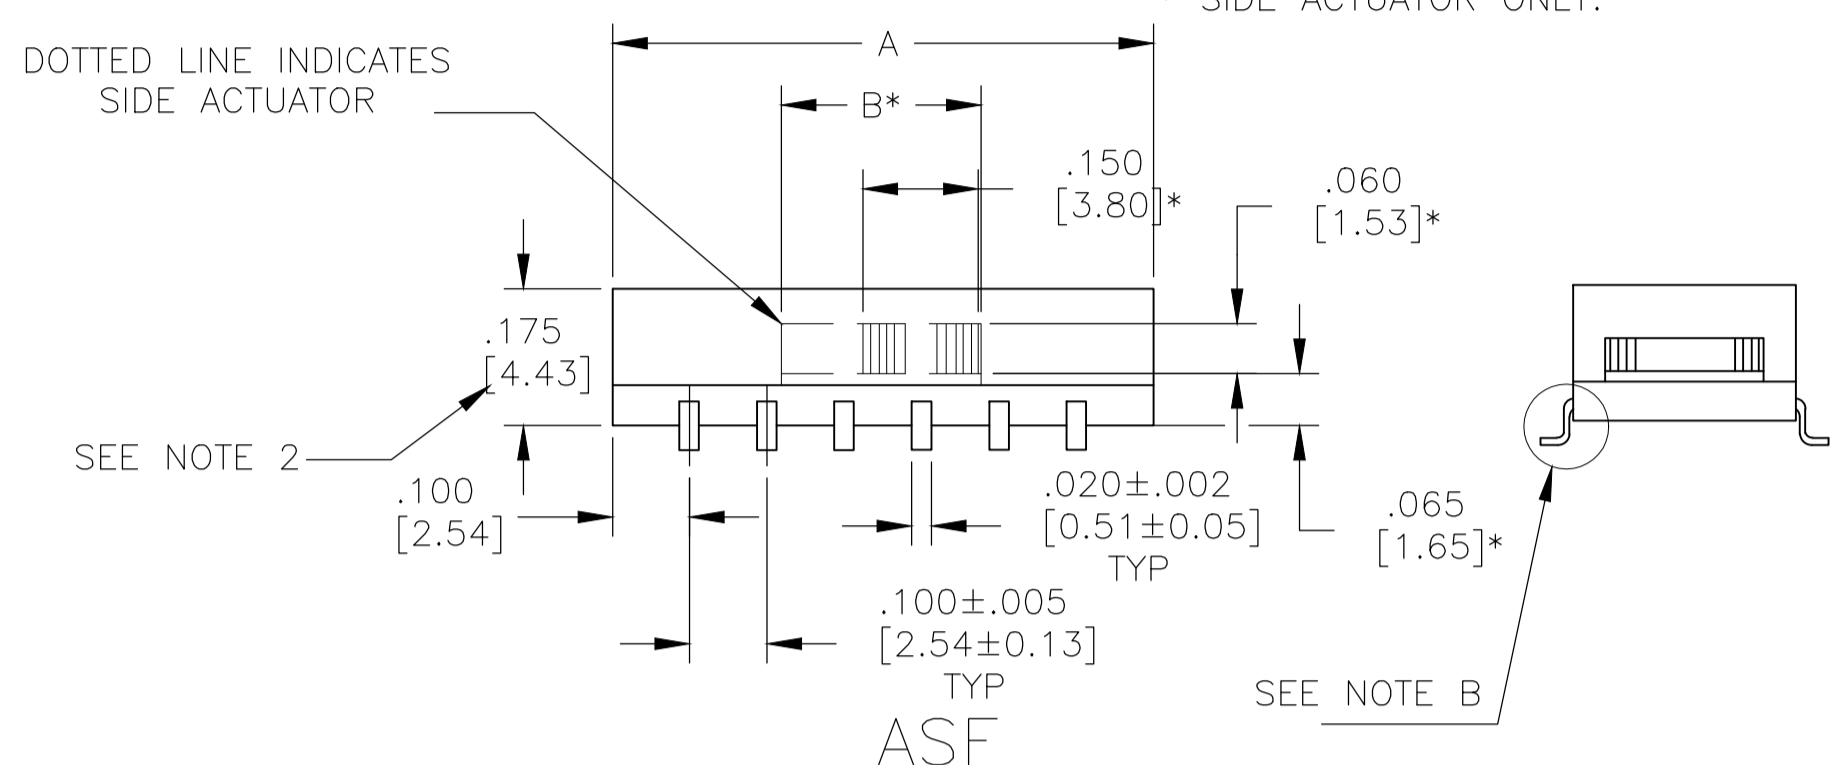 * SIDE ACTUATOR ONLY.
DOTTED LINE INDICATES
SIDE ACTUATOR
A
B*
.150
[3.80]*
.060
[1.53]*
.175
[4.43]
SEE NOTE 2
.100
[2.54]
.020±.002
[0.51±0.05]
TYP
.065
[1.65]*
.100±.005
[2.54±0.13]
TYP
SEE NOTE B
ASF